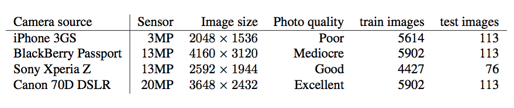 Camera source Sensor Image size Photo quality train images test images
iPhone 3GS 3MP 2048 × 1536 Poor 5614 113
BlackBerry Passport 13MP 4160 × 3120 Mediocre 5902 113
Sony Xperia Z 13MP 2592 × 1944 Good 4427 76
Canon 70D DSLR 20MP 3648 × 2432 Excellent 5902 113